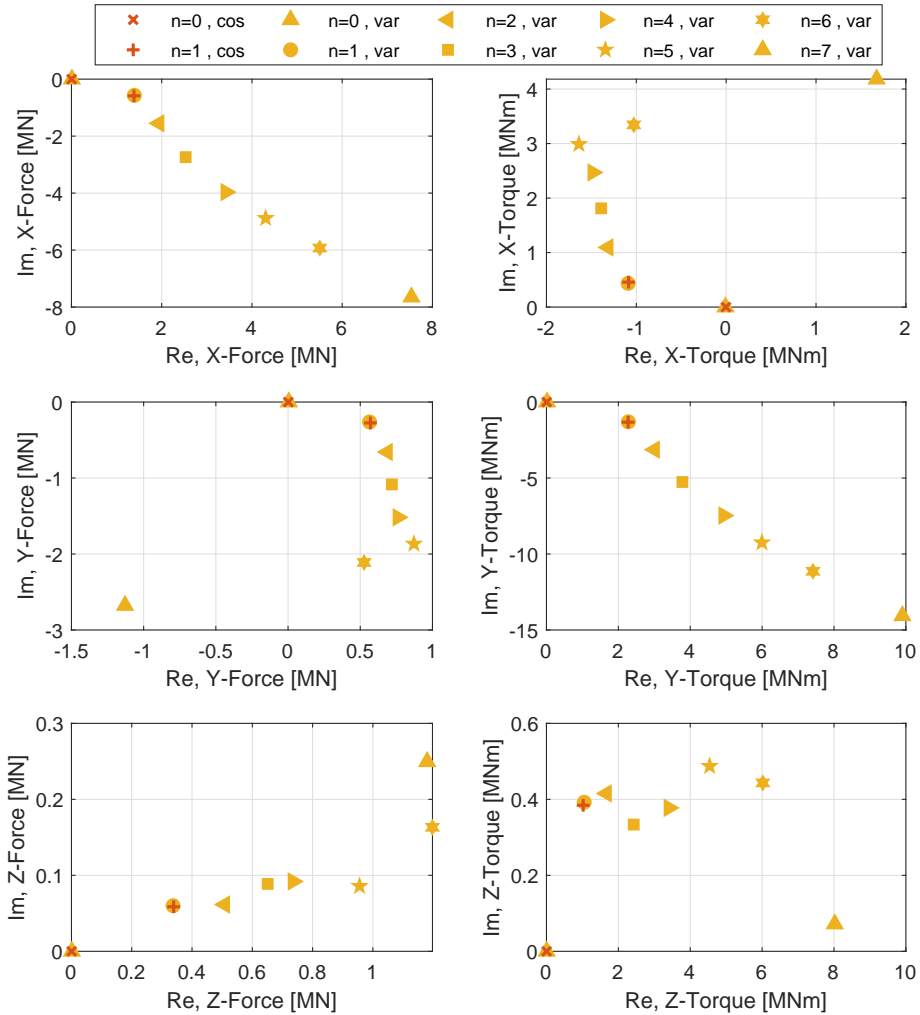 n=0 , cos n=0 , var n=2 , var n=4 , var n=6 , var
n=1 , cos n=1 , var n=3 , var n=5 , var n=7 , var
Im, X-Force [MN]
0
-2
-4
-6
-8
0 2 4 6 8
Re, X-Force [MN]
Im, X-Torque [MNm]
4
3
2
1
0
-2 -1 0 1 2
Re, X-Torque [MNm]
Im, Y-Force [MN]
0
-1
-2
-3
-1.5 -1 -0.5 0 0.5 1
Re, Y-Force [MN]
Im, Y-Torque [MNm]
0
-5
-10
-15
0 2 4 6 8 10
Re, Y-Torque [MNm]
Im, Z-Force [MN]
0.3
0.2
0.1
0
0 0.2 0.4 0.6 0.8 1
Re, Z-Force [MN]
Im, Z-Torque [MNm]
0.6
0.4
0.2
0
0 2 4 6 8 10
Re, Z-Torque [MNm]